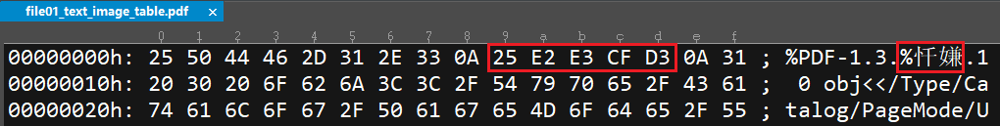 file01_text_image_table.pdf ×
0 1 2 3 4 5 6 7 8 9 a b c d e f
00000000h: 25 50 44 46 2D 31 2E 33 0A 25 E2 E3 CF D3 0A 31 ; %PDF-1.3.%忏嫌.1
00000010h: 20 30 20 6F 62 6A 3C 3C 2F 54 79 70 65 2F 43 61 ;  0 obj<</Type/Ca
00000020h: 74 61 6C 6F 67 2F 50 61 67 65 4D 6F 64 65 2F 55 ; talog/PageMode/U